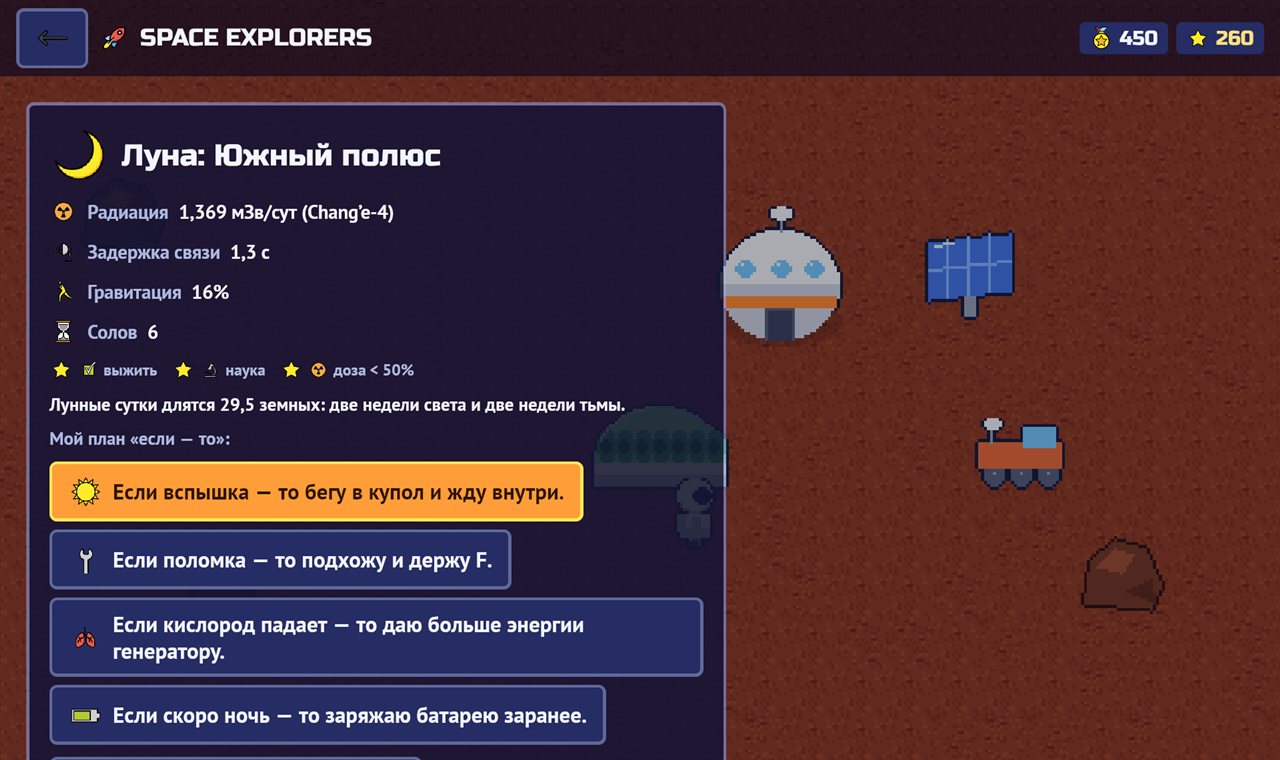 SPACE EXPLORERS
450
260
Луна: Южный полюс
Радиация 1,369 мЗв/сут (Chang’e-4)
Задержка связи 1,3 с
Гравитация 16%
Солов 6
выжить наука доза < 50%
Лунные сутки длятся 29,5 земных: две недели света и две недели тьмы.
Мой план «если — то»:
Если вспышка — то бегу в купол и жду внутри.
Если поломка — то подхожу и держу F.
Если кислород падает — то даю больше энергии
генератору.
Если скоро ночь — то заряжаю батарею заранее.